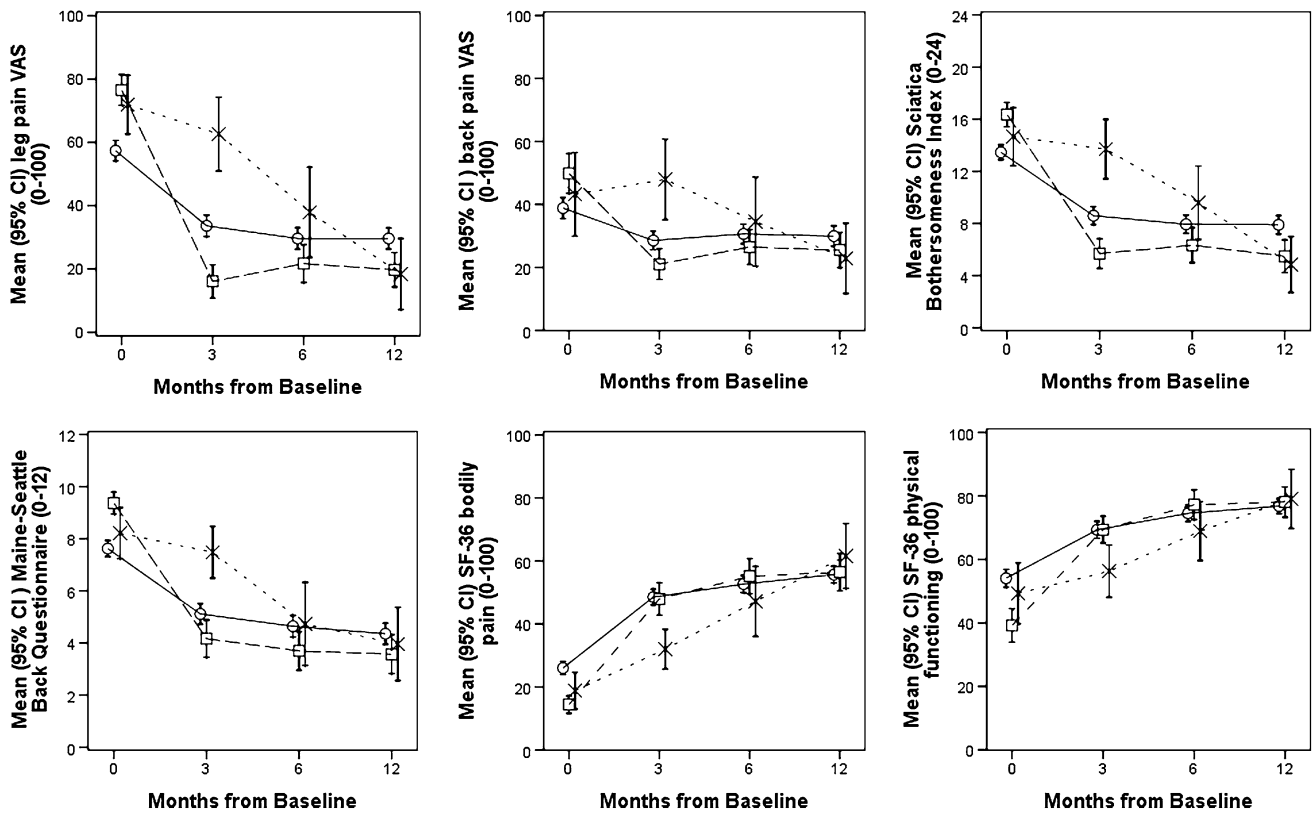 Mean (95% CI) leg pain VAS
(0-100)
100
80
60
40
20
0
0 3 6 12
Months from Baseline
Mean (95% CI ) back pain VAS
(0-100)
100
80
60
40
20
0
0 3 6 12
Months from Baseline
Mean (95% CI) Sciatica
Bothersomeness Index (0-24)
24
20
16
12
8
4
0
0 3 6 12
Months from Baseline
Mean (95% CI ) Maine-Seattle
Back Questionnaire (0-12)
12
10
8
6
4
2
0
0 3 6 12
Months from Baseline
Mean (95% CI) SF-36 bodily
pain (0-100)
100
80
60
40
20
0
0 3 6 12
Months from Baseline
Mean (95% CI) SF-36 physical
functioning (0-100)
100
80
60
40
20
0
0 3 6 12
Months from Baseline